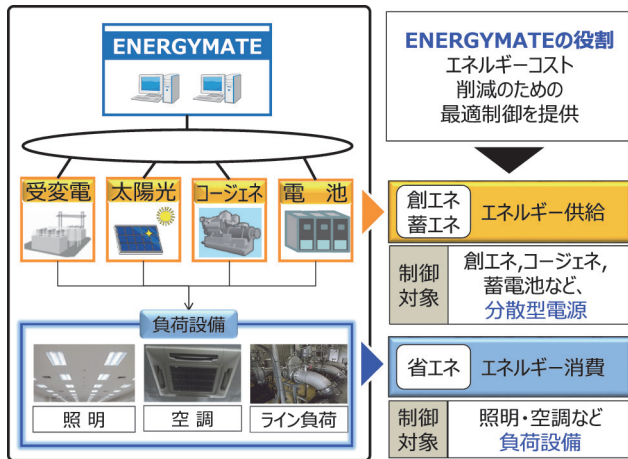 ENERGYMATE
受変電
太陽光
コージェネ
電 池
負荷設備
照 明
空 調
ライン負荷
ENERGYMATEの役割
エネルギーコスト
削減のための
最適制御を提供
創エネ
蓄エネ
エネルギー供給
制御
対象
創エネ,コージェネ,
蓄電池など、
分散型電源
省エネ
エネルギー消費
制御
対象
照明・空調など
負荷設備